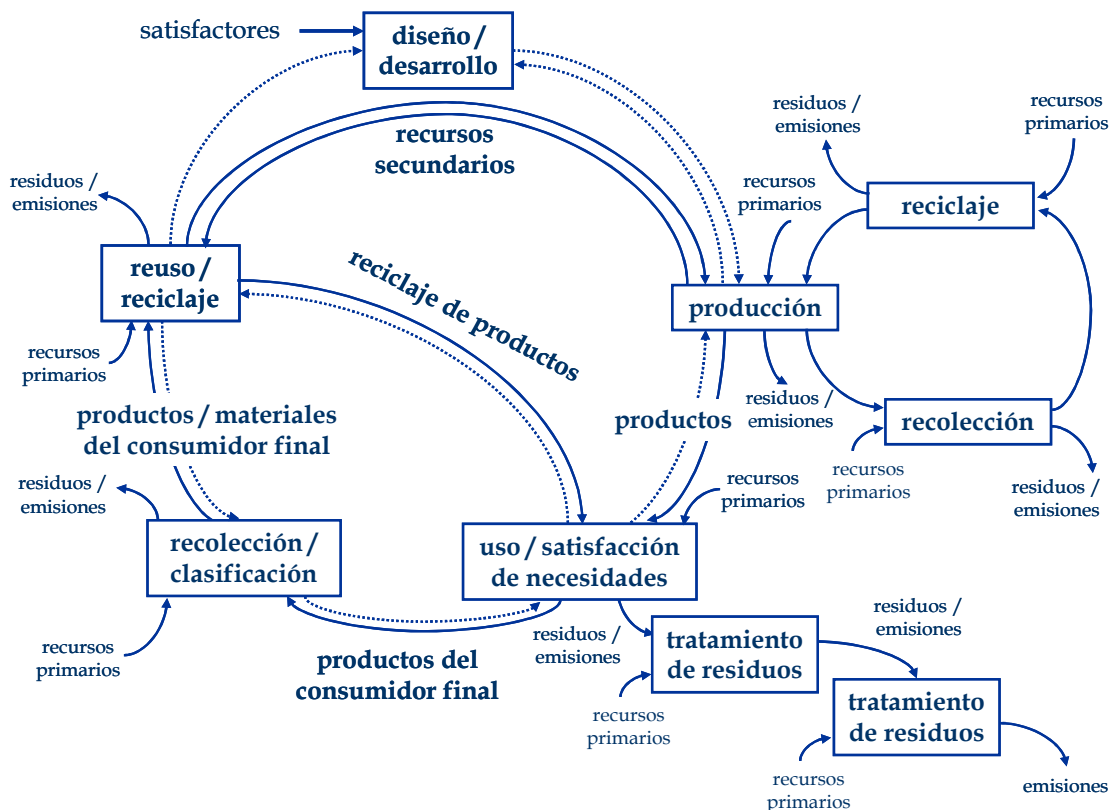 satisfactores
diseño /
desarrollo
recursos
secundarios
residuos /
emisiones
recursos
primarios
residuos /
emisiones
recursos
primarios
reciclaje
reuso /
reciclaje
reciclaje de productos
producción
recursos
primarios
productos / materiales
del consumidor final
productos
residuos /
emisiones
recolección
recursos
primarios
residuos /
emisiones
residuos /
emisiones
recursos
primarios
recolección /
clasificación
uso / satisfacción
de necesidades
recursos
primarios
productos del
consumidor final
residuos /
emisiones
tratamiento
de residuos
residuos /
emisiones
recursos
primarios
tratamiento
de residuos
recursos
primarios
emisiones